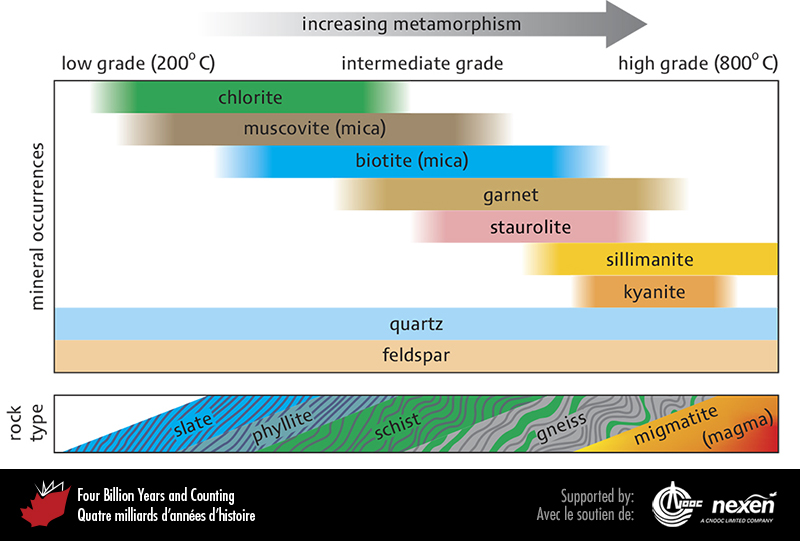 increasing metamorphism
low grade (200° C) intermediate grade high grade (800° C)
mineral occurrences
chlorite
muscovite (mica)
biotite (mica)
garnet
staurolite
sillimanite
kyanite
quartz
feldspar
rock
type
slate
phyllite
schist
gneiss
migmatite
(magma)
Four Billion Years and Counting
Quatre milliards d'années d'histoire
Supported by:
Avec le soutien de:
CNOOC
nexen
A CNOOC LIMITED COMPANY